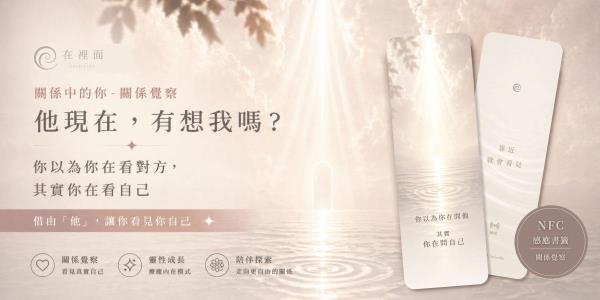 在裡面
關係中的你-關係覺察
他現在，有想我嗎？
你以為你在看對方，
其實你在看自己
借由「他」，讓你看見你自己
關係覺察
看見真實自己
靈性成長
療癒內在模式
陪伴探索
走向更自由的關係
你以為你在問他
其實
你在問自己
靠近
就會看見
NFC
感應書籤
關係覺察